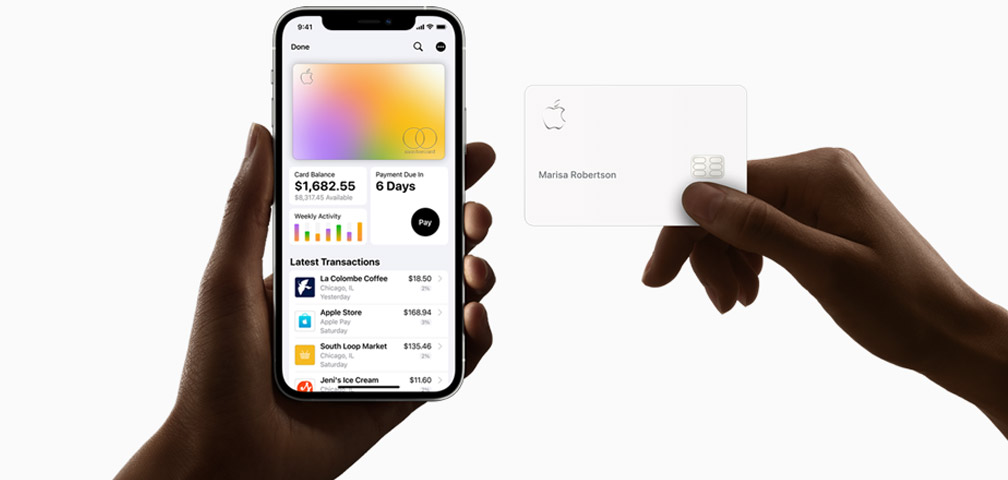 9:41
Done
mastercard
Card Balance
$1,682.55
$8,317.45 Available
Payment Due In
6 Days
Weekly Activity
Pay
Latest Transactions
La Colombe Coffee $18.50
Chicago, IL 2%
Yesterday
Apple Store $168.94
Apple Pay 3%
Saturday
South Loop Market $135.46
Chicago, IL 2%
Saturday
Jeni's Ice Cream $11.60
Marisa Robertson